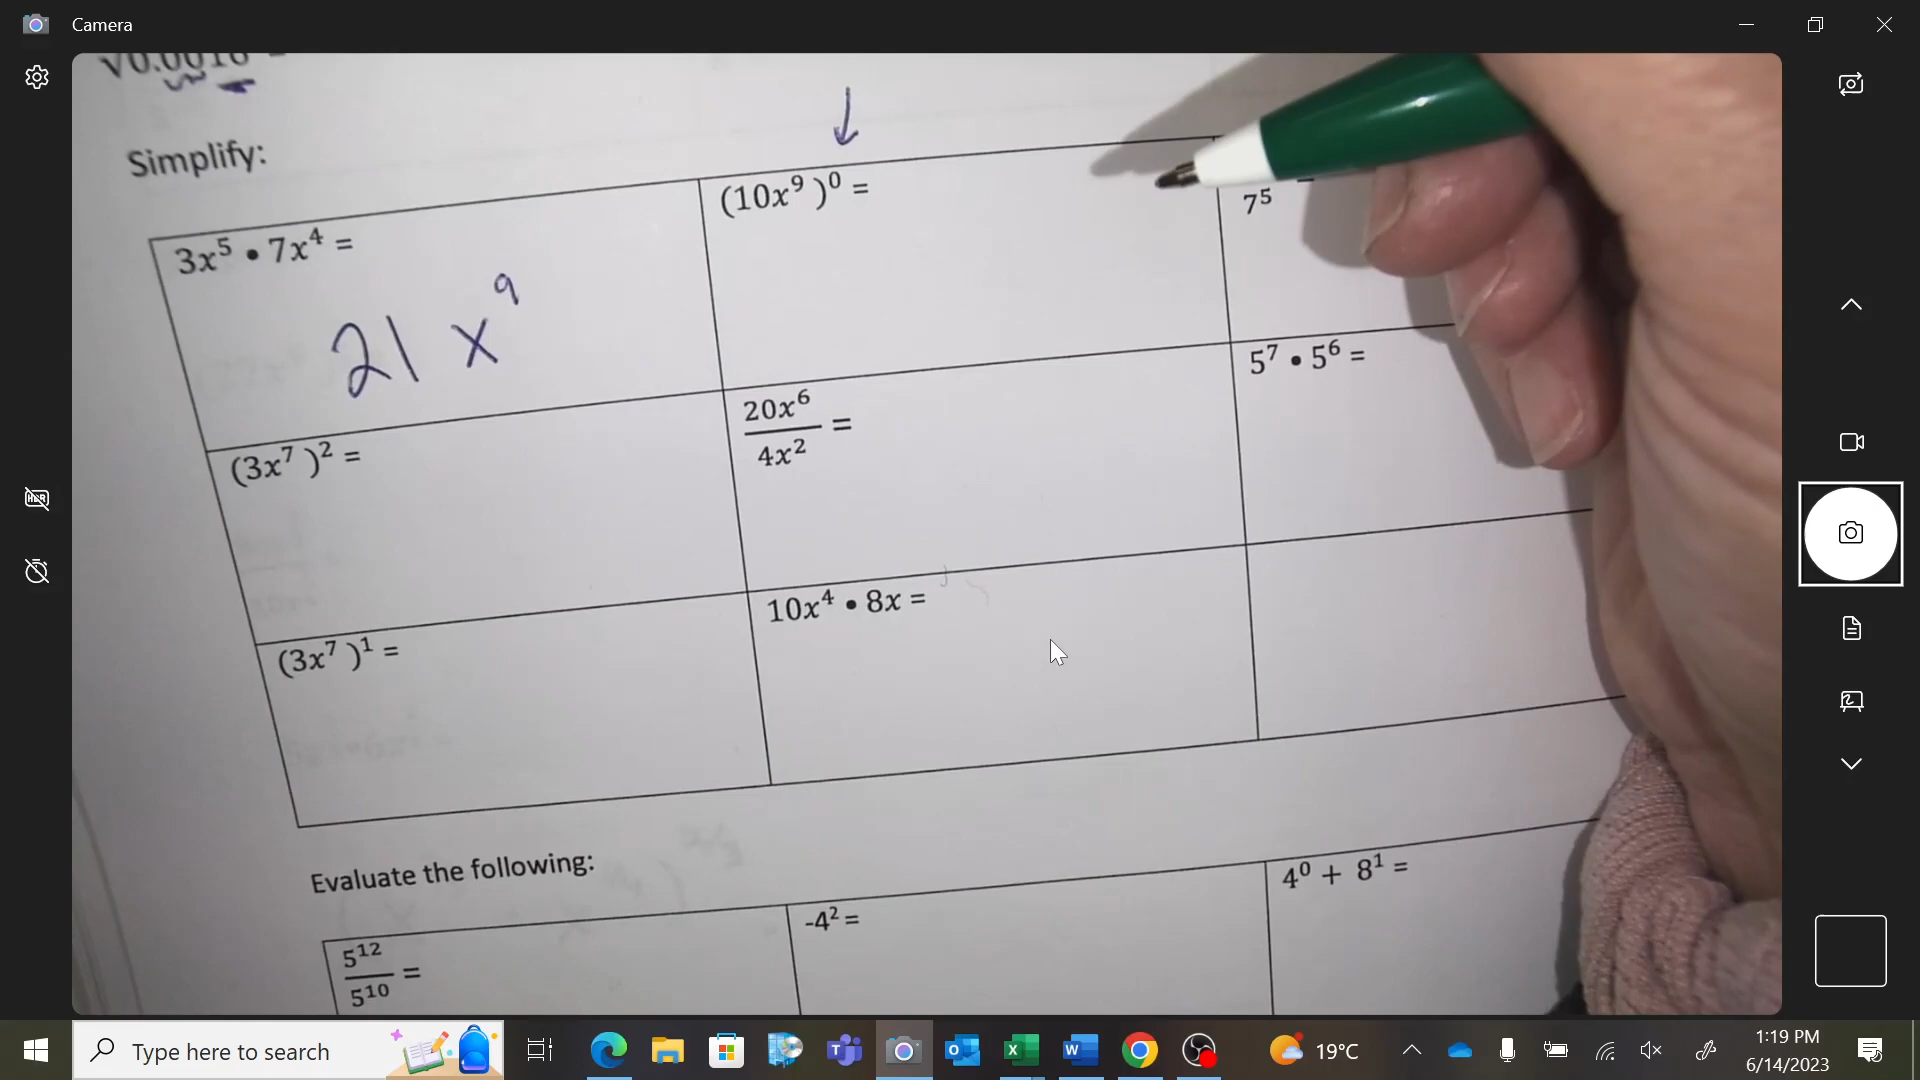 Camera
√0.0016 =
Simplify:
3x⁵ • 7x⁴ =
21 x⁹
(10x⁹ )⁰ =
7⁵
=
(3x⁷ )² =
20x⁶
4x²
=
5⁷ • 5⁶ =
(3x⁷ )¹ =
10x⁴ • 8x =
Evaluate the following:
5¹²
5¹⁰
=
-4² =
4⁰ + 8¹ =
Type here to search
19°C
1:19 PM
6/14/2023